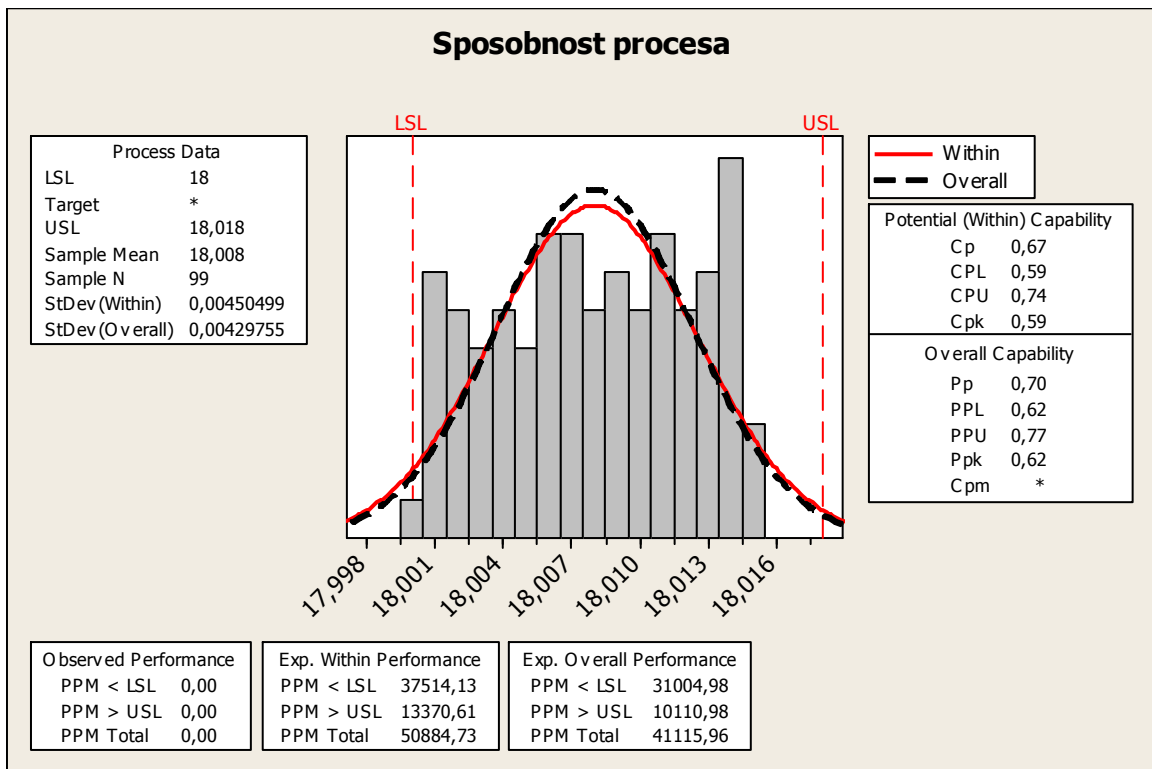 Sposobnost procesa
LSL
USL
Process Data
LSL 18
Target *
USL 18,018
Sample Mean 18,008
Sample N 99
StDev(Within) 0,00450499
StDev(Overall) 0,00429755
Within
Overall
Potential (Within) Capability
Cp 0,67
CPL 0,59
CPU 0,74
Cpk 0,59
Overall Capability
Pp 0,70
PPL 0,62
PPU 0,77
Ppk 0,62
Cpm *
17,998 18,001 18,004 18,007 18,010 18,013 18,016
Observed Performance
PPM < LSL 0,00
PPM > USL 0,00
PPM Total 0,00
Exp. Within Performance
PPM < LSL 37514,13
PPM > USL 13370,61
PPM Total 50884,73
Exp. Overall Performance
PPM < LSL 31004,98
PPM > USL 10110,98
PPM Total 41115,96